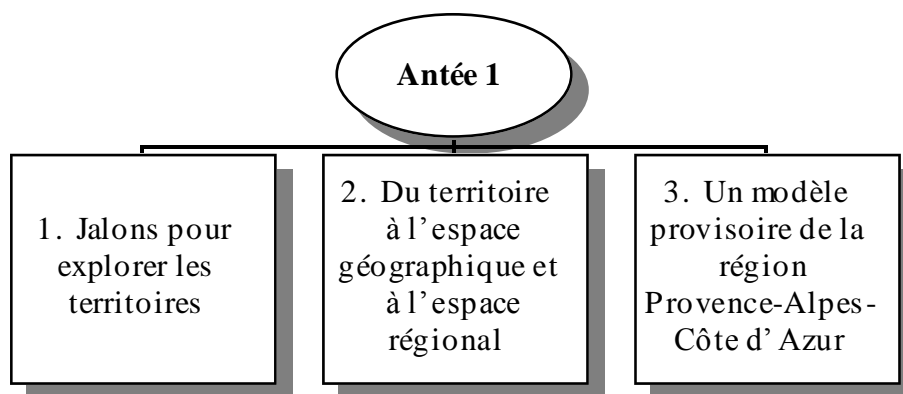 Antée 1
1. Jalons pour
explorer les
territoires
2. Du territoire
à l'espace
géographique et
à l'espace
régional
3. Un modèle
provisoire de la
région
Provence-Alpes-
Côte d'Azur